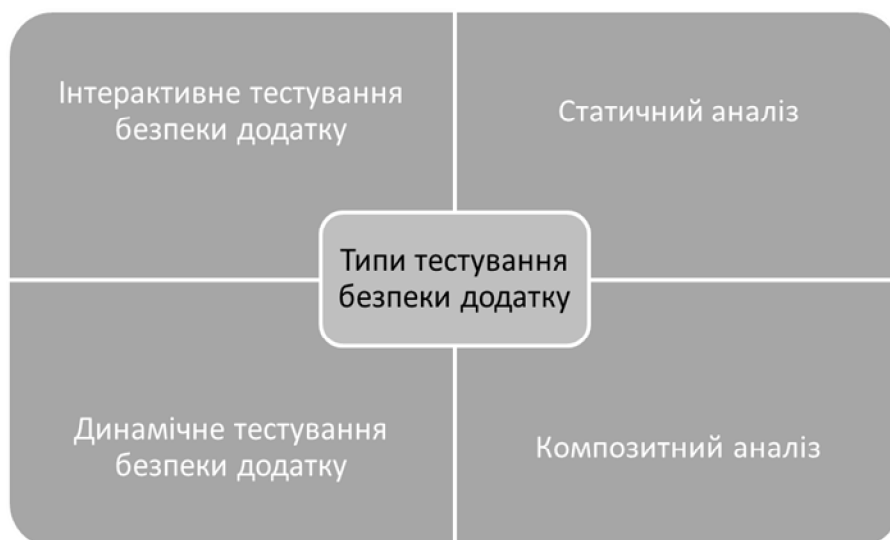 Інтерактивне тестування
безпеки додатку
Статичний аналіз
Типи тестування
безпеки додатку
Динамічне тестування
безпеки додатку
Композитний аналіз